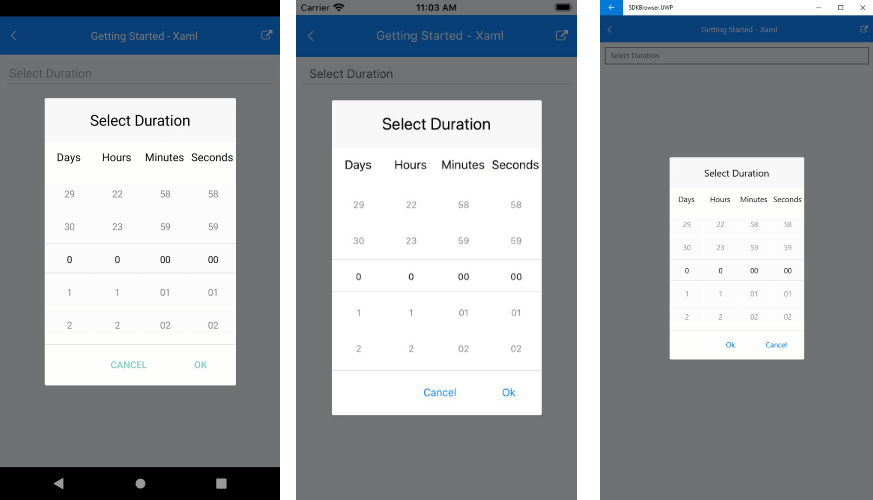 Getting Started - Xaml
Select Duration
Select Duration
Days Hours Minutes Seconds
29 22 58 58
30 23 59 59
0 0 00 00
1 1 01 01
2 2 02 02
CANCEL OK
Carrier 11:03 AM
Getting Started - Xaml
Select Duration
Select Duration
Days Hours Minutes Seconds
29 22 58 58
30 23 59 59
0 0 00 00
1 1 01 01
2 2 02 02
Cancel Ok
SDKBrowser.UWP
Getting Started - Xaml
Select Duration
Select Duration
Days Hours Minutes Seconds
29 22 58 58
30 23 59 59
0 0 00 00
1 1 01 01
2 2 02 02
Ok Cancel